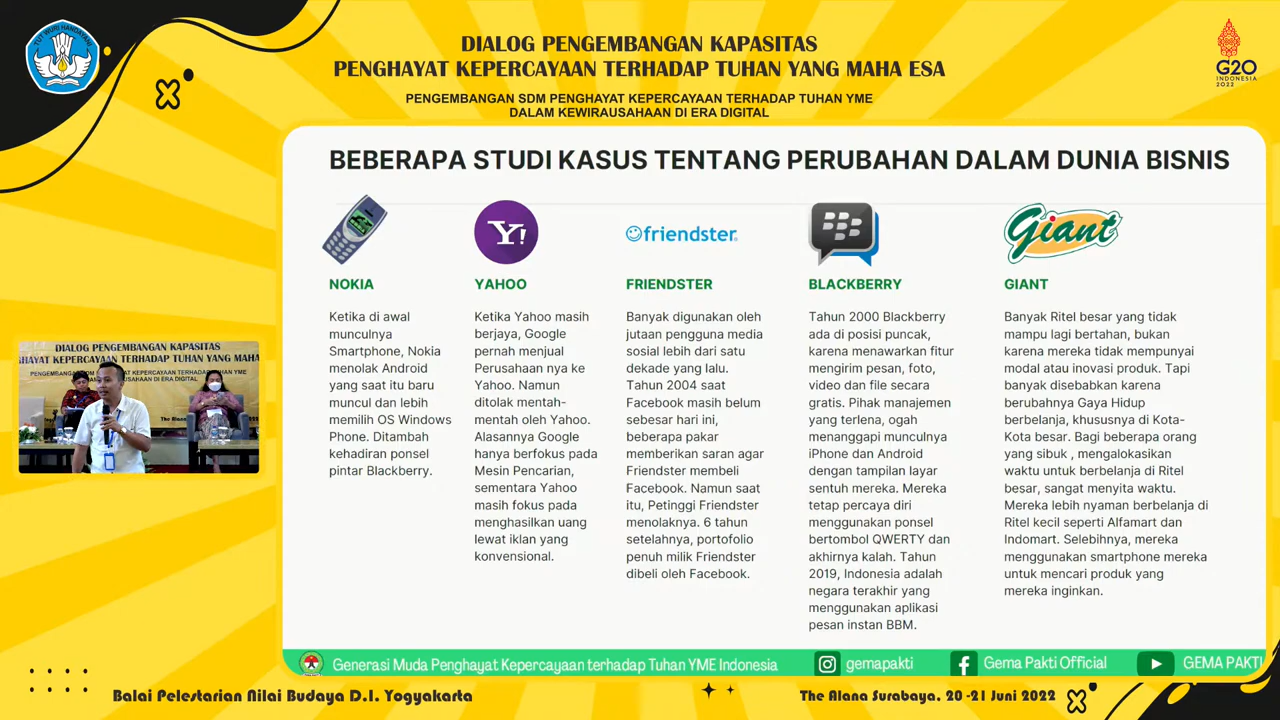 TUT WURI HANDAYANI
DIALOG PENGEMBANGAN KAPASITAS
PENGHAYAT KEPERCAYAAN TERHADAP TUHAN YANG MAHA ESA
PENGEMBANGAN SDM PENGHAYAT KEPERCAYAAN TERHADAP TUHAN YME
DALAM KEWIRAUSAHAAN DI ERA DIGITAL
G20
INDONESIA
2022
BEBERAPA STUDI KASUS TENTANG PERUBAHAN DALAM DUNIA BISNIS
Y!
friendster.
Giant
NOKIA
Ketika di awal
munculnya
Smartphone, Nokia
menolak Android
yang saat itu baru
muncul dan lebih
memilih OS Windows
Phone. Ditambah
kehadiran ponsel
pintar Blackberry.
YAHOO
Ketika Yahoo masih
berjaya, Google
pernah menjual
Perusahaan nya ke
Yahoo. Namun
ditolak mentah-
mentah oleh Yahoo.
Alasannya Google
hanya berfokus pada
Mesin Pencarian,
sementara Yahoo
masih fokus pada
menghasilkan uang
lewat iklan yang
konvensional.
FRIENDSTER
Banyak digunakan oleh
jutaan pengguna media
sosial lebih dari satu
dekade yang lalu.
Tahun 2004 saat
Facebook masih belum
sebesar hari ini,
beberapa pakar
memberikan saran agar
Friendster membeli
Facebook. Namun saat
itu, Petinggi Friendster
menolaknya. 6 tahun
setelahnya, portofolio
penuh milik Friendster
dibeli oleh Facebook.
BLACKBERRY
Tahun 2000 Blackberry
ada di posisi puncak,
karena menawarkan fitur
mengirim pesan, foto,
video dan file secara
gratis. Pihak manajemen
yang terlena, ogah
menanggapi munculnya
iPhone dan Android
dengan tampilan layar
sentuh mereka. Mereka
tetap percaya diri
menggunakan ponsel
bertombol QWERTY dan
akhirnya kalah. Tahun
2019, Indonesia adalah
negara terakhir yang
menggunakan aplikasi
pesan instan BBM.
GIANT
Banyak Ritel besar yang tidak
mampu lagi bertahan, bukan
karena mereka tidak mempunyai
modal atau inovasi produk. Tapi
banyak disebabkan karena
berubahnya Gaya Hidup
berbelanja, khususnya di Kota-
Kota besar. Bagi beberapa orang
yang sibuk , mengalokasikan
waktu untuk berbelanja di Ritel
besar, sangat menyita waktu.
Mereka lebih nyaman berbelanja di
Ritel kecil seperti Alfamart dan
Indomart. Selebihnya, mereka
menggunakan smartphone mereka
untuk mencari produk yang
mereka inginkan.
DIALOG PENGEMBANGAN KAPASITAS
HAYAT KEPERCAYAAN TERHADAP TUHAN YANG MAHA
The Alana
2022
Generasi Muda Penghayat Kepercayaan terhadap Tuhan YME Indonesia
gemapakti
Gema Pakti Official
GEMA PAKTI
Balai Pelestarian Nilai Budaya D.I. Yogyakarta
The Alana Surabaya, 20 -21 Juni 2022